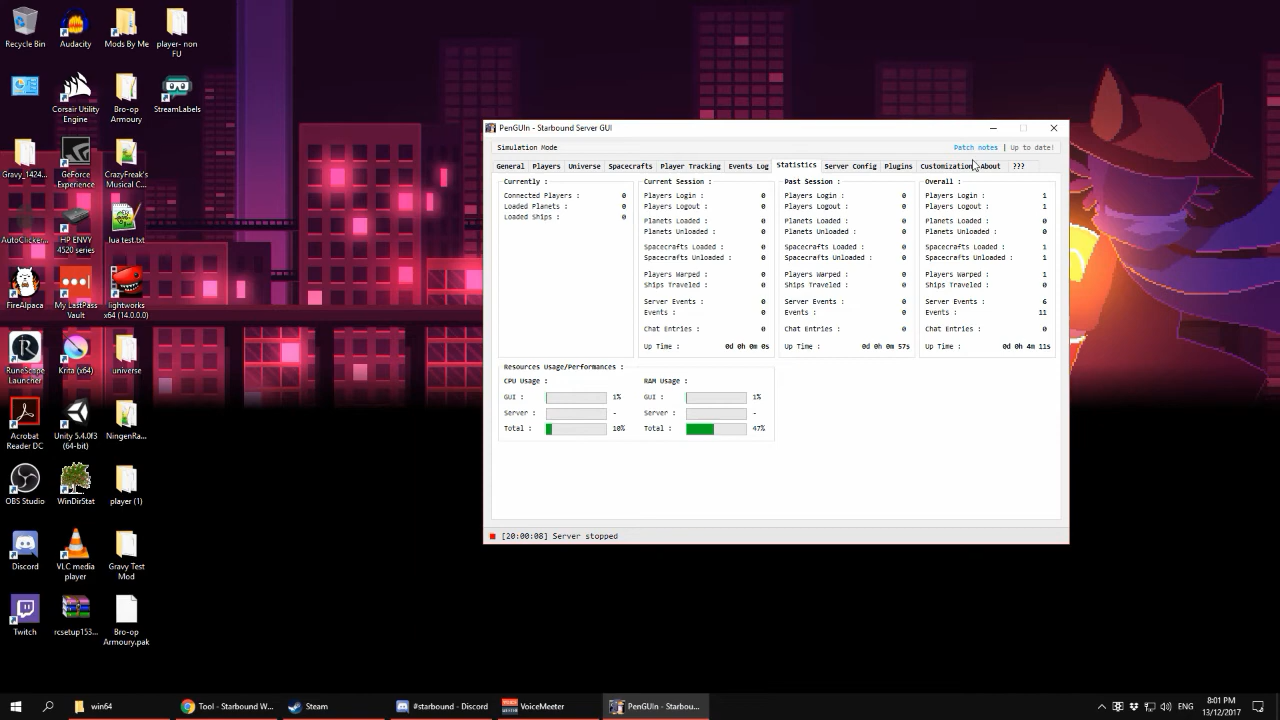 Recycle Bin
Audacity
Mods By Me
player- non
FU
Corsair Utility
Engine
Bro-op
Armoury
StreamLabels
Gravy_1424...
GeForce
Experience
CrazyFreak's
Musical C...
AutoClicker...
HP ENVY
4520 series
lua test.txt
FireAlpaca
My LastPass
Vault
lightworks
x64 (14.0.0.0)
RuneScape
Launcher
Krita (x64)
universe
Acrobat
Reader DC
Unity 5.4.0f3
(64-bit)
NingenRa...
OBS Studio
WinDirStat
player (1)
Discord
VLC media
player
Gravy Test
Mod
Twitch
rcsetup153...
Bro-op
Armoury.pak
PenGUIn - Starbound Server GUI
Simulation Mode
Patch notes | Up to date!
General Players Universe Spacecrafts Player Tracking Events Log Statistics Server Config Plugins Customization About ???
Currently :
Connected Players : 0
Loaded Planets : 0
Loaded Ships : 0
Current Session :
Players Login : 0
Players Logout : 0
Planets Loaded : 0
Planets Unloaded : 0
Spacecrafts Loaded : 0
Spacecrafts Unloaded : 0
Players Warped : 0
Ships Traveled : 0
Server Events : 0
Events : 0
Chat Entries : 0
Up Time : 0d 0h 0m 0s
Past Session :
Players Login : 0
Players Logout : 0
Planets Loaded : 0
Planets Unloaded : 0
Spacecrafts Loaded : 0
Spacecrafts Unloaded : 0
Players Warped : 0
Ships Traveled : 0
Server Events : 0
Events : 0
Chat Entries : 0
Up Time : 0d 0h 0m 57s
Overall :
Players Login : 1
Players Logout : 1
Planets Loaded : 0
Planets Unloaded : 0
Spacecrafts Loaded : 1
Spacecrafts Unloaded : 1
Players Warped : 1
Ships Traveled : 0
Server Events : 6
Events : 11
Chat Entries : 0
Up Time : 0d 0h 4m 11s
Resources Usage/Performances :
CPU Usage :
GUI : 1%
Server : -
Total : 10%
RAM Usage :
GUI : 1%
Server : -
Total : 47%
[20:00:08] Server stopped
win64
Tool - Starbound W...
Steam
#starbound - Discord
VoiceMeeter
PenGUIn - Starbou...
ENG
8:01 PM
13/12/2017